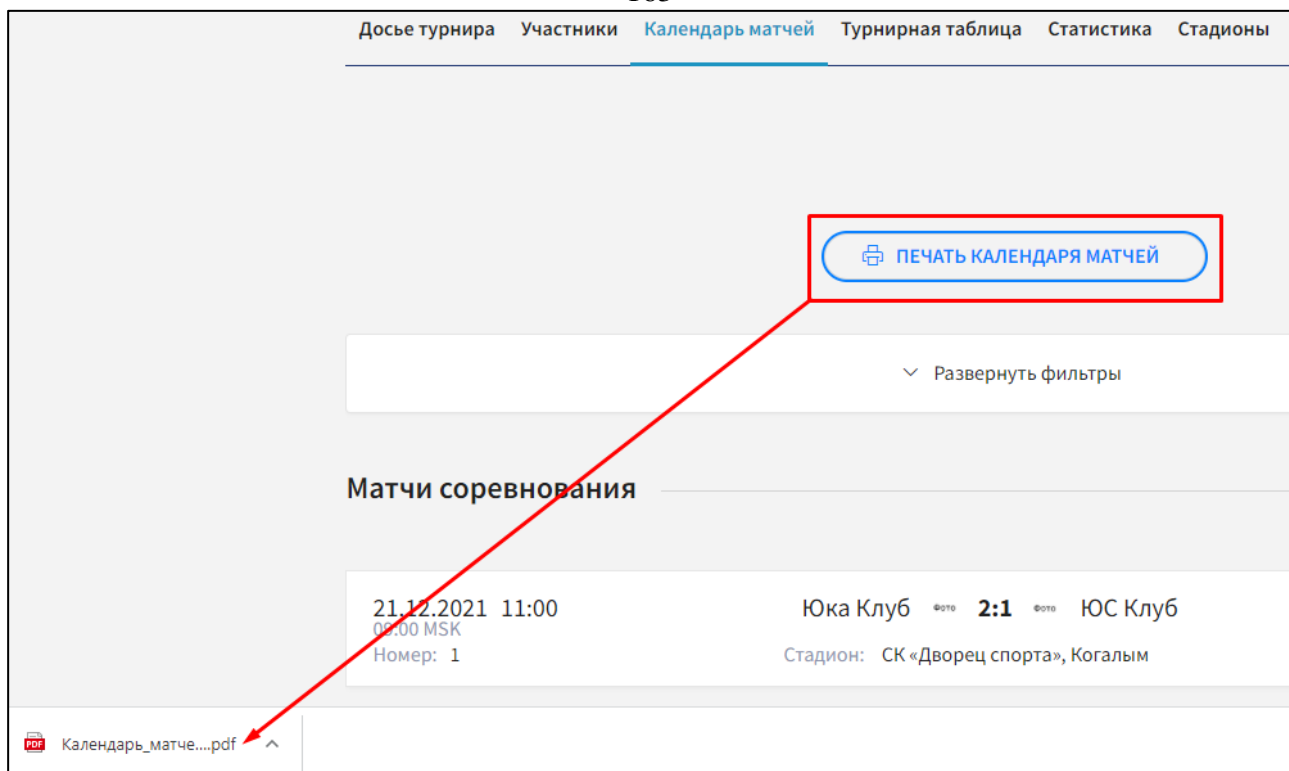 Досье турнира Участники Календарь матчей Турнирная таблица Статистика Стадионы
ПЕЧАТЬ КАЛЕНДАРЯ МАТЧЕЙ
Развернуть фильтры
Матчи соревнования
21.12.2021 11:00 Юка Клуб Фото 2:1 Фото ЮС Клуб
09:00 MSK
Номер: 1 Стадион: СК «Дворец спорта», Когалым
PDF Календарь_матче....pdf